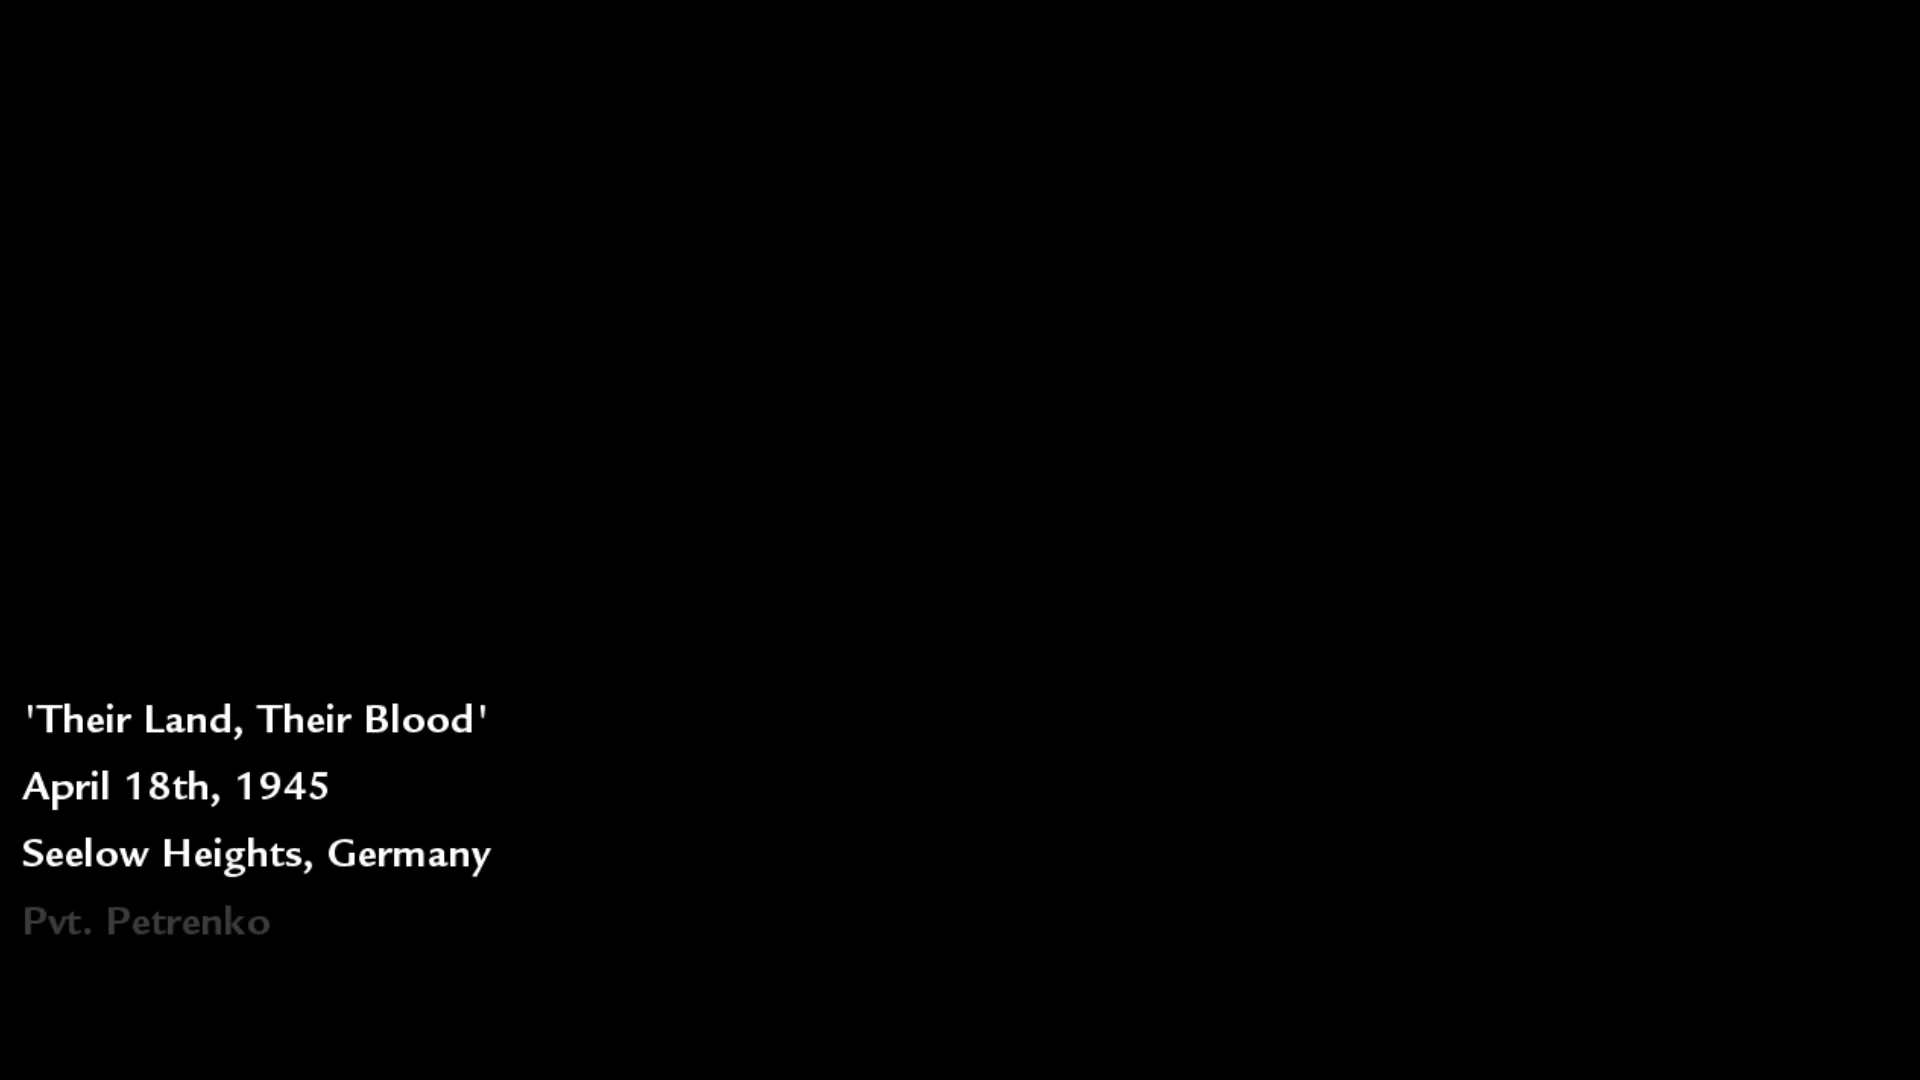 'Their Land, Their Blood'
April 18th, 1945
Seelow Heights, Germany
Pvt. Petrenko